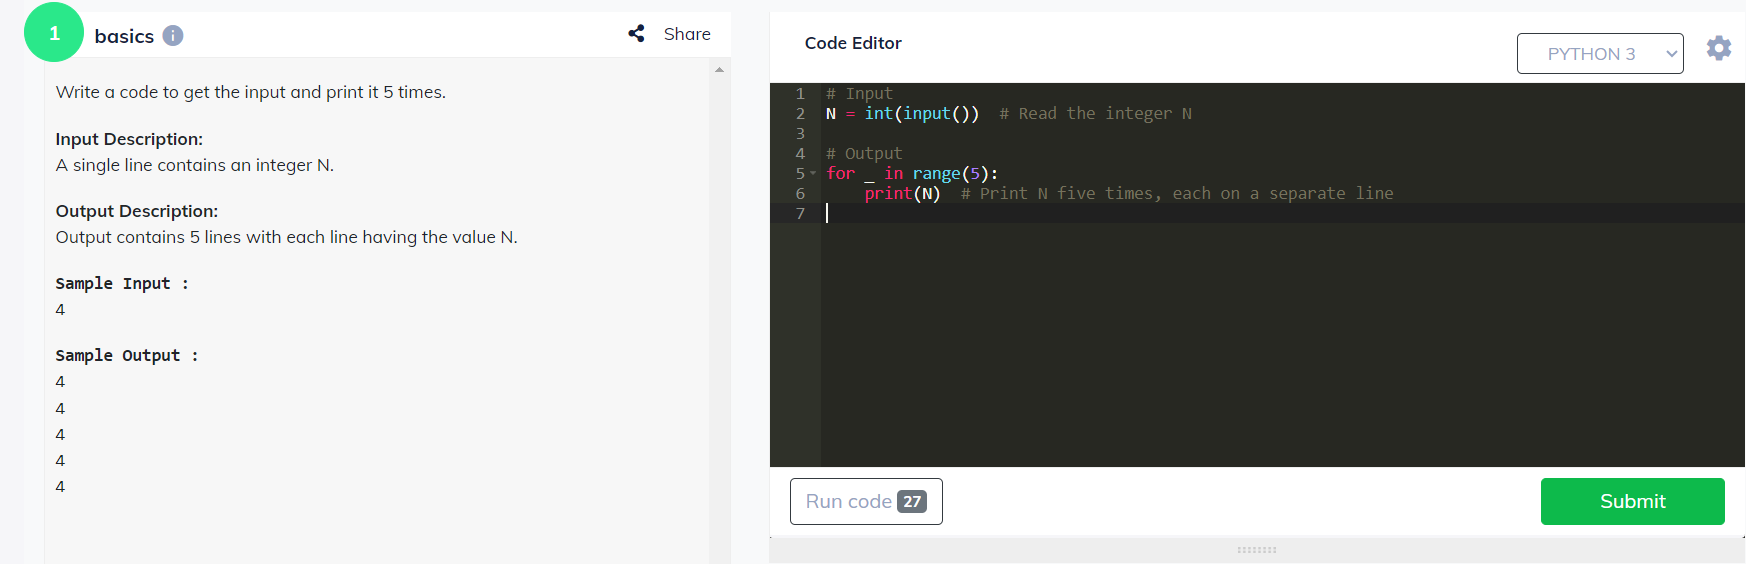 1
basics
Share
Write a code to get the input and print it 5 times.
Input Description:
A single line contains an integer N.
Output Description:
Output contains 5 lines with each line having the value N.
Sample Input :
4
Sample Output :
4
4
4
4
4
Code Editor
PYTHON 3
1 # Input
2 N = int(input())  # Read the integer N
3
4 # Output
5 for _ in range(5):
6     print(N)  # Print N five times, each on a separate line
7
Run code 27
Submit